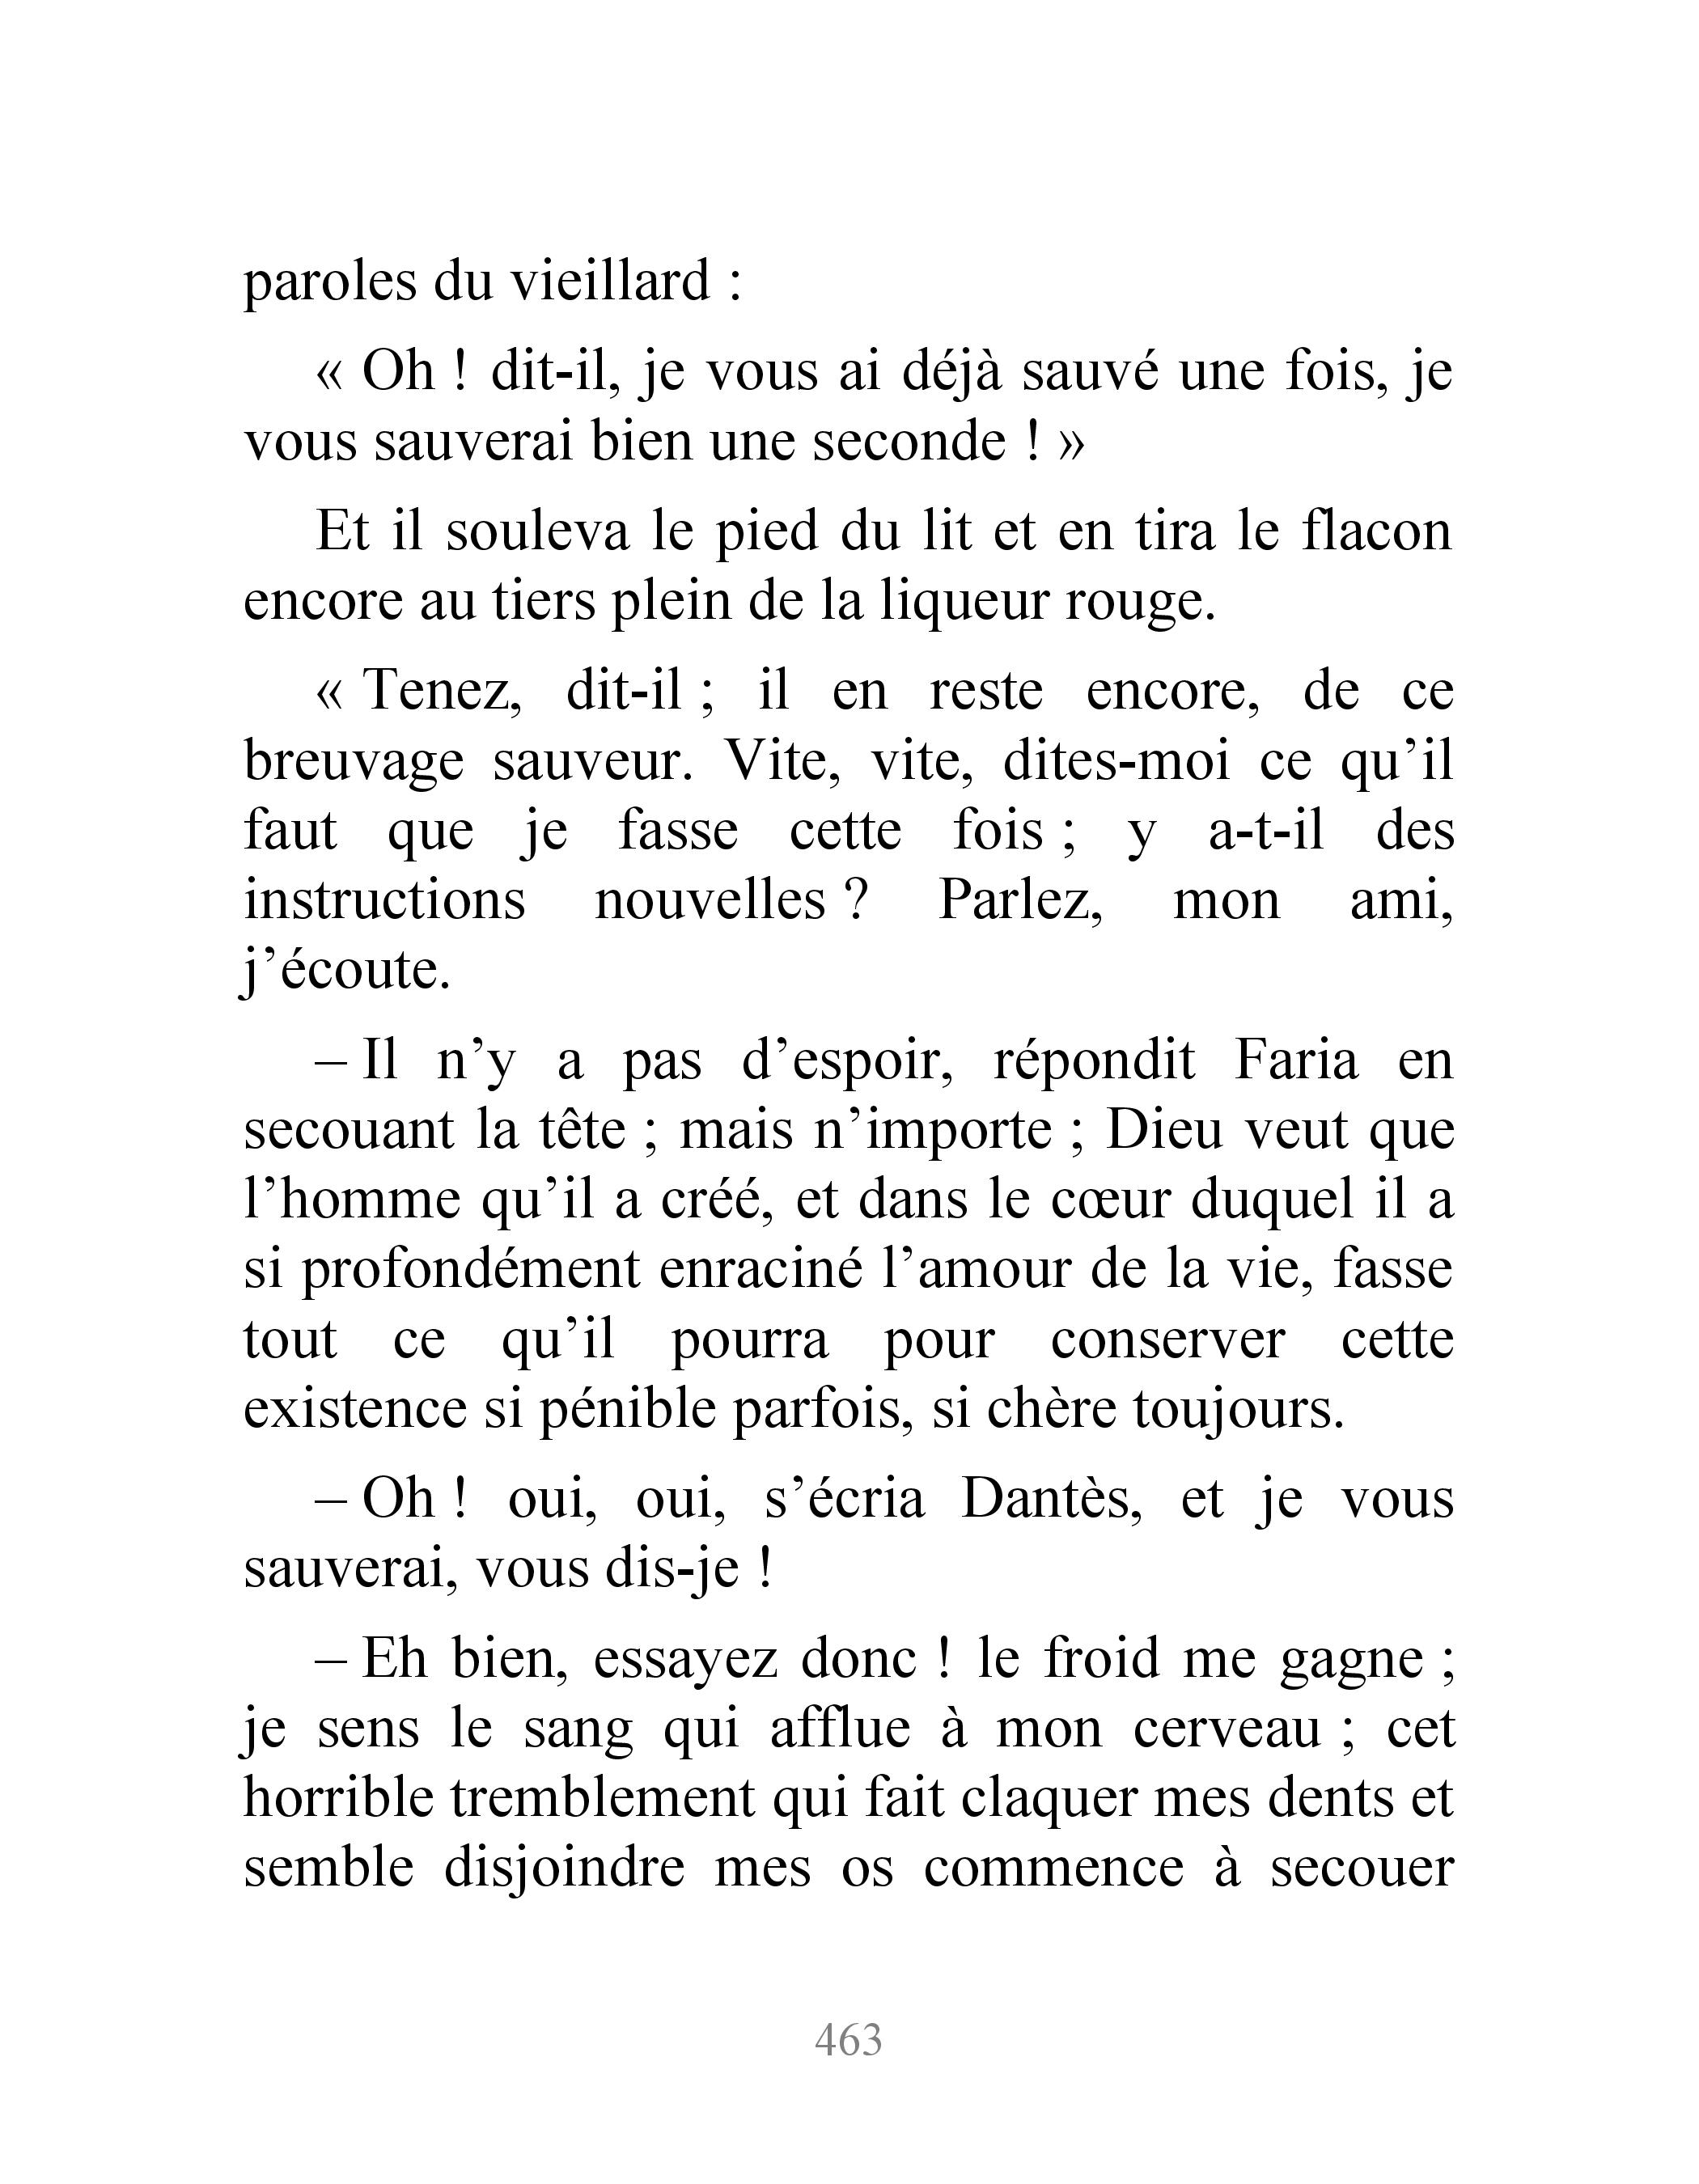 paroles du vieillard :
« Oh ! dit-il, je vous ai déjà sauvé une fois, je
vous sauverai bien une seconde ! »
Et il souleva le pied du lit et en tira le flacon
encore au tiers plein de la liqueur rouge.
« Tenez, dit-il ; il en reste encore, de ce
breuvage sauveur. Vite, vite, dites-moi ce qu’il
faut que je fasse cette fois ; y a-t-il des
instructions nouvelles ? Parlez, mon ami,
j’écoute.
– Il n’y a pas d’espoir, répondit Faria en
secouant la tête ; mais n’importe ; Dieu veut que
l’homme qu’il a créé, et dans le cœur duquel il a
si profondément enraciné l’amour de la vie, fasse
tout ce qu’il pourra pour conserver cette
existence si pénible parfois, si chère toujours.
– Oh ! oui, oui, s’écria Dantès, et je vous
sauverai, vous dis-je !
– Eh bien, essayez donc ! le froid me gagne ;
je sens le sang qui afflue à mon cerveau ; cet
horrible tremblement qui fait claquer mes dents et
semble disjoindre mes os commence à secouer
463